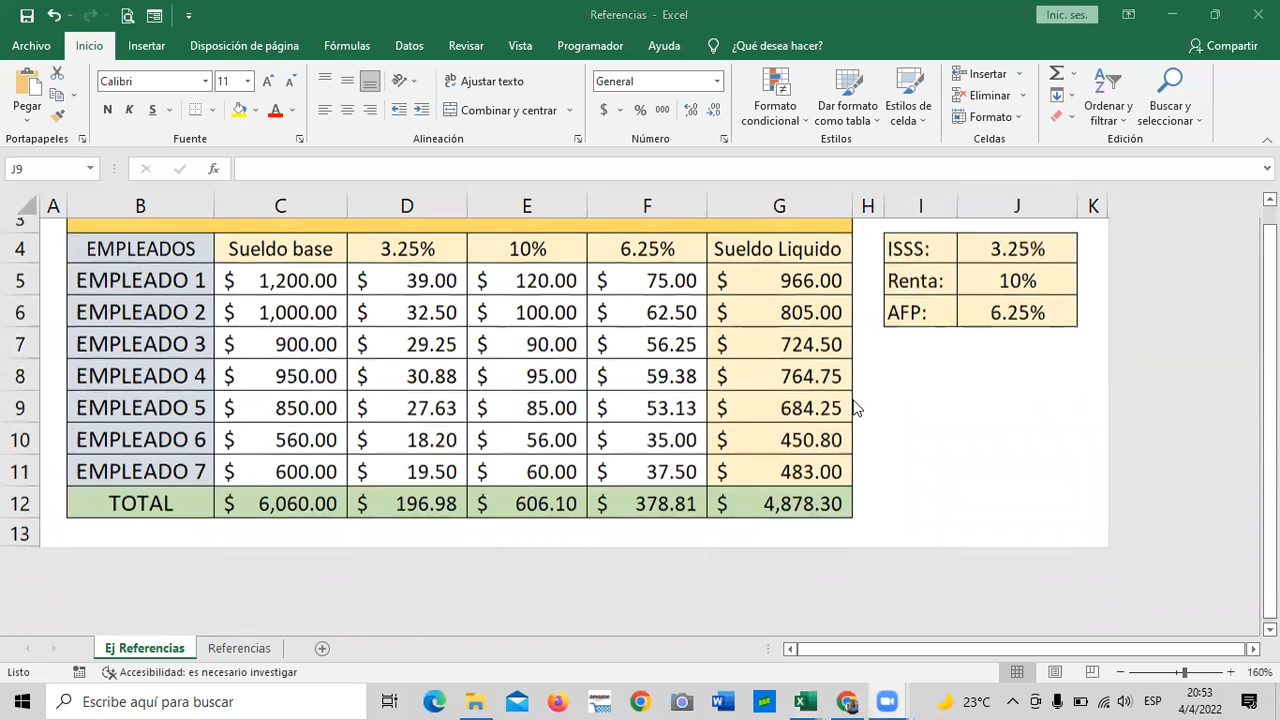 Referencias - Excel
Inic. ses.
Archivo Inicio Insertar Disposición de página Fórmulas Datos Revisar Vista Programador Ayuda ¿Qué desea hacer? Compartir
Pegar
Calibri 11
N K S
Ajustar texto
Combinar y centrar
General
$ % 000
Formato condicional
Dar formato como tabla
Estilos de celda
Insertar
Eliminar
Formato
Ordenar y filtrar
Buscar y seleccionar
Portapapeles Fuente Alineación Número Estilos Celdas Edición
J9 fx
A B C D E F G H I J K
3
4 EMPLEADOS Sueldo base 3.25% 10% 6.25% Sueldo Liquido ISSS: 3.25%
5 EMPLEADO 1 $ 1,200.00 $ 39.00 $ 120.00 $ 75.00 $ 966.00 Renta: 10%
6 EMPLEADO 2 $ 1,000.00 $ 32.50 $ 100.00 $ 62.50 $ 805.00 AFP: 6.25%
7 EMPLEADO 3 $ 900.00 $ 29.25 $ 90.00 $ 56.25 $ 724.50
8 EMPLEADO 4 $ 950.00 $ 30.88 $ 95.00 $ 59.38 $ 764.75
9 EMPLEADO 5 $ 850.00 $ 27.63 $ 85.00 $ 53.13 $ 684.25
10 EMPLEADO 6 $ 560.00 $ 18.20 $ 56.00 $ 35.00 $ 450.80
11 EMPLEADO 7 $ 600.00 $ 19.50 $ 60.00 $ 37.50 $ 483.00
12 TOTAL $ 6,060.00 $ 196.98 $ 606.10 $ 378.81 $ 4,878.30
13
Ej Referencias Referencias
Listo Accesibilidad: es necesario investigar 160%
Escribe aquí para buscar 23°C ESP 20:53
4/4/2022